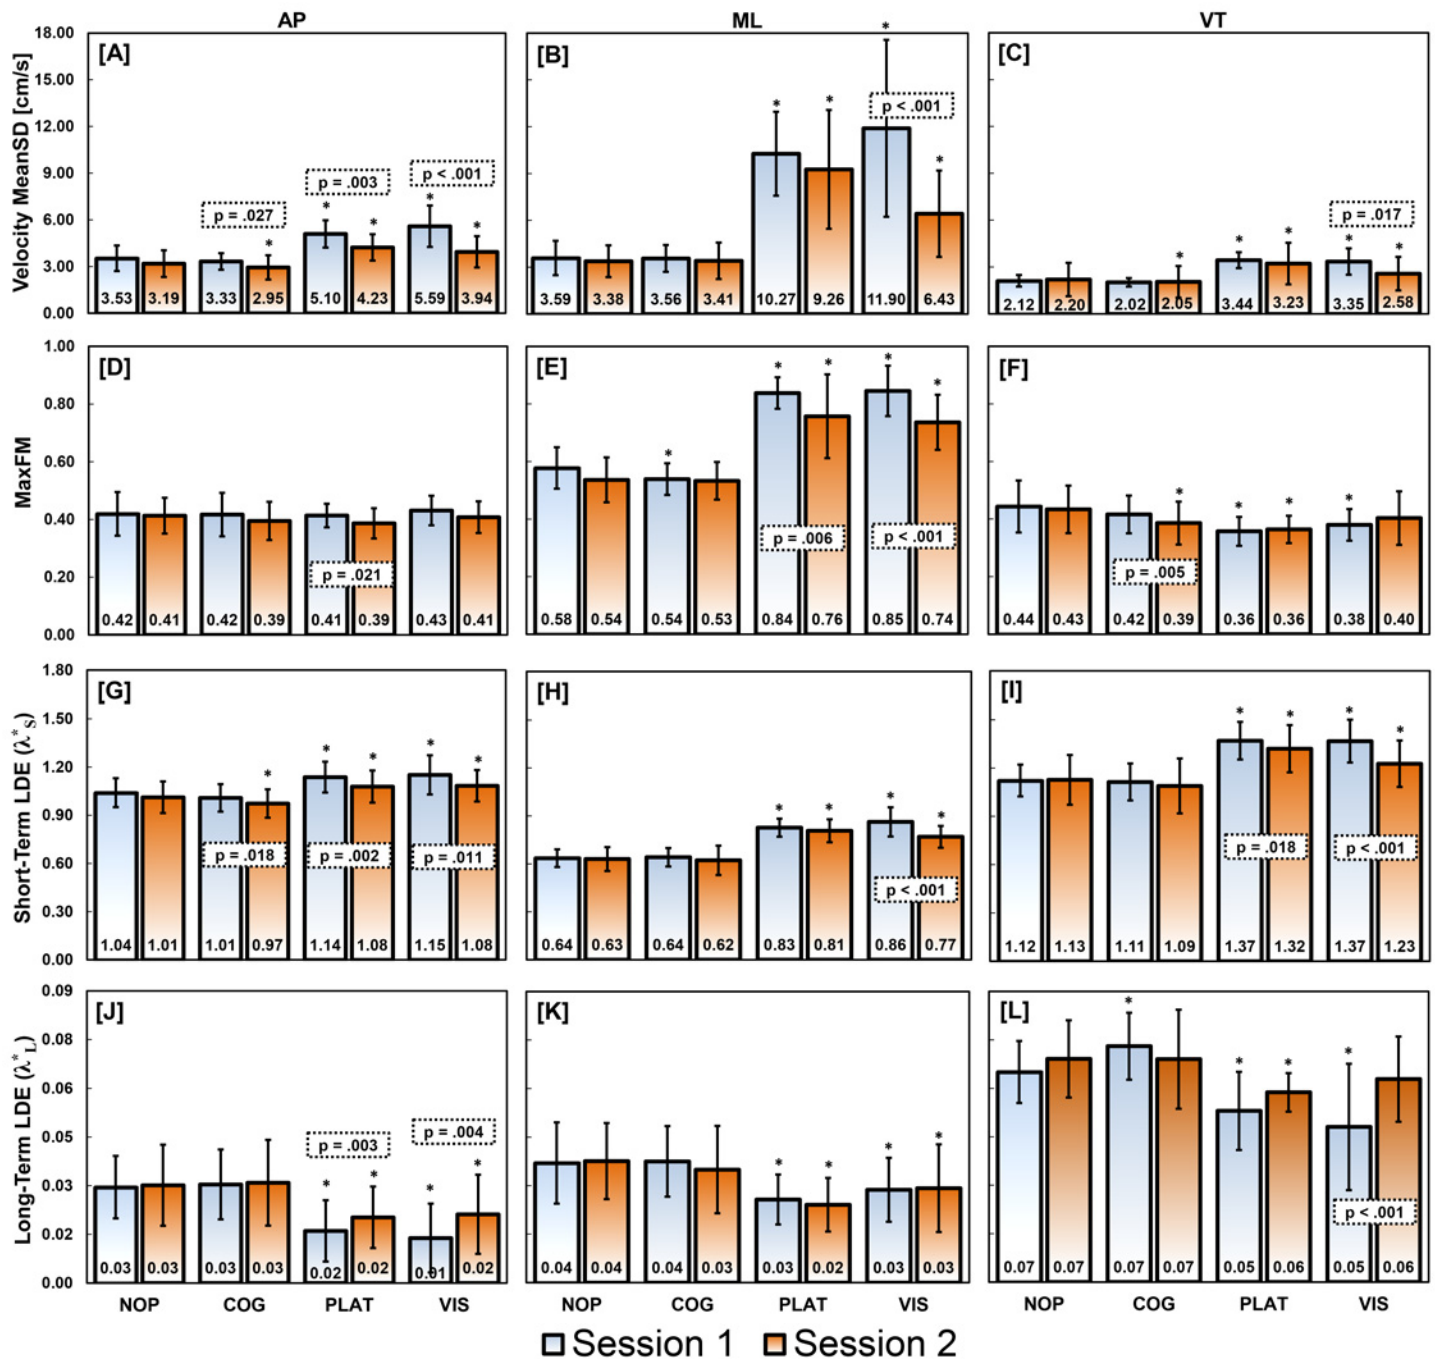 AP ML VT
Velocity MeanSD [cm/s]
18.00
15.00
12.00
9.00
6.00
3.00
0.00
[A]
p = .027
p = .003
p < .001
* * * * *
3.53 3.19 3.33 2.95 5.10 4.23 5.59 3.94
[B]
p < .001
* * * *
3.59 3.38 3.56 3.41 10.27 9.26 11.90 6.43
[C]
p = .017
* * * * *
2.12 2.20 2.02 2.05 3.44 3.23 3.35 2.58
MaxFM
1.00
0.80
0.60
0.40
0.20
0.00
[D]
p = .021
0.42 0.41 0.42 0.39 0.41 0.39 0.43 0.41
[E]
* * * * *
p = .006
p < .001
0.58 0.54 0.54 0.53 0.84 0.76 0.85 0.74
[F]
* * * *
p = .005
0.44 0.43 0.42 0.39 0.36 0.36 0.38 0.40
Short-Term LDE (λ*S)
1.80
1.50
1.20
0.90
0.60
0.30
0.00
[G]
* * * * *
p = .018
p = .002
p = .011
1.04 1.01 1.01 0.97 1.14 1.08 1.15 1.08
[H]
* * * *
p < .001
0.64 0.63 0.64 0.62 0.83 0.81 0.86 0.77
[I]
* * * *
p = .018
p < .001
1.12 1.13 1.11 1.09 1.37 1.32 1.37 1.23
Long-Term LDE (λ*L)
0.09
0.08
0.06
0.05
0.03
0.02
0.00
[J]
p = .003
p = .004
* * * *
0.03 0.03 0.03 0.03 0.02 0.02 0.01 0.02
[K]
* * * *
0.04 0.04 0.04 0.03 0.03 0.02 0.03 0.03
[L]
* * * *
p < .001
0.07 0.07 0.07 0.07 0.05 0.06 0.05 0.06
NOP COG PLAT VIS NOP COG PLAT VIS NOP COG PLAT VIS
Session 1 Session 2